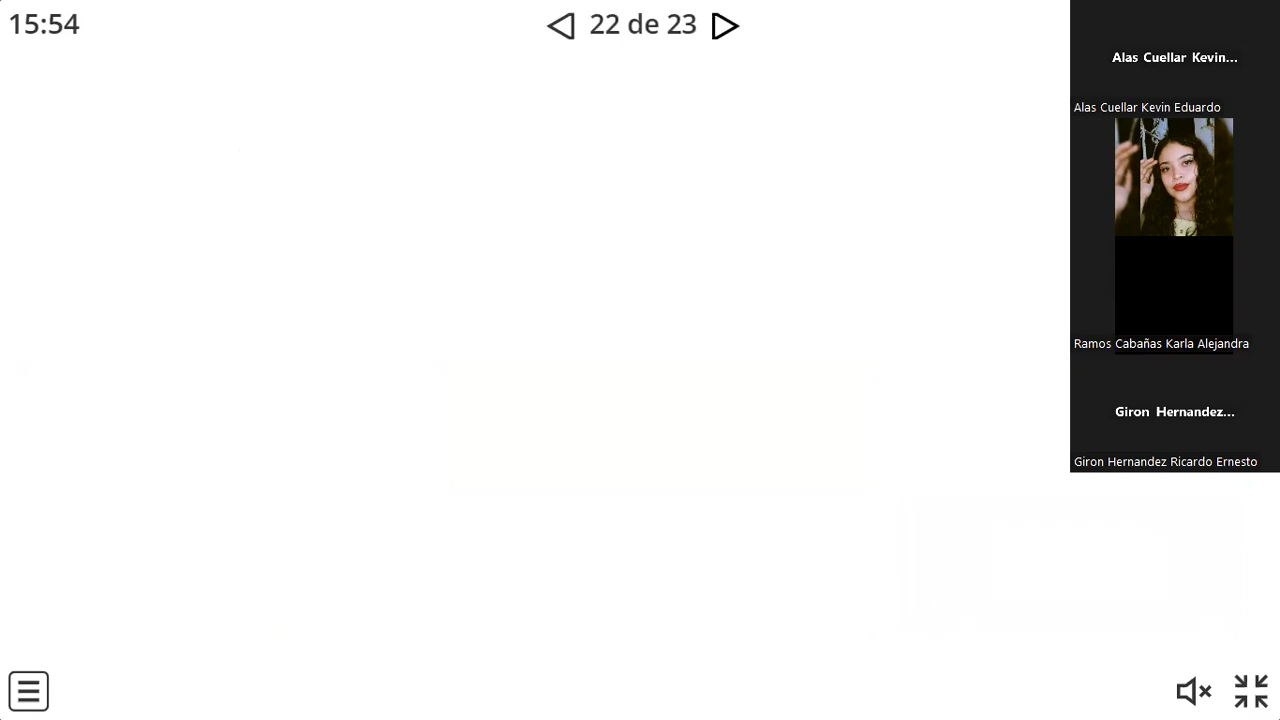 15:54
22 de 23
Alas Cuellar Kevin...
Alas Cuellar Kevin Eduardo
Ramos Cabañas Karla Alejandra
Giron Hernandez...
Giron Hernandez Ricardo Ernesto